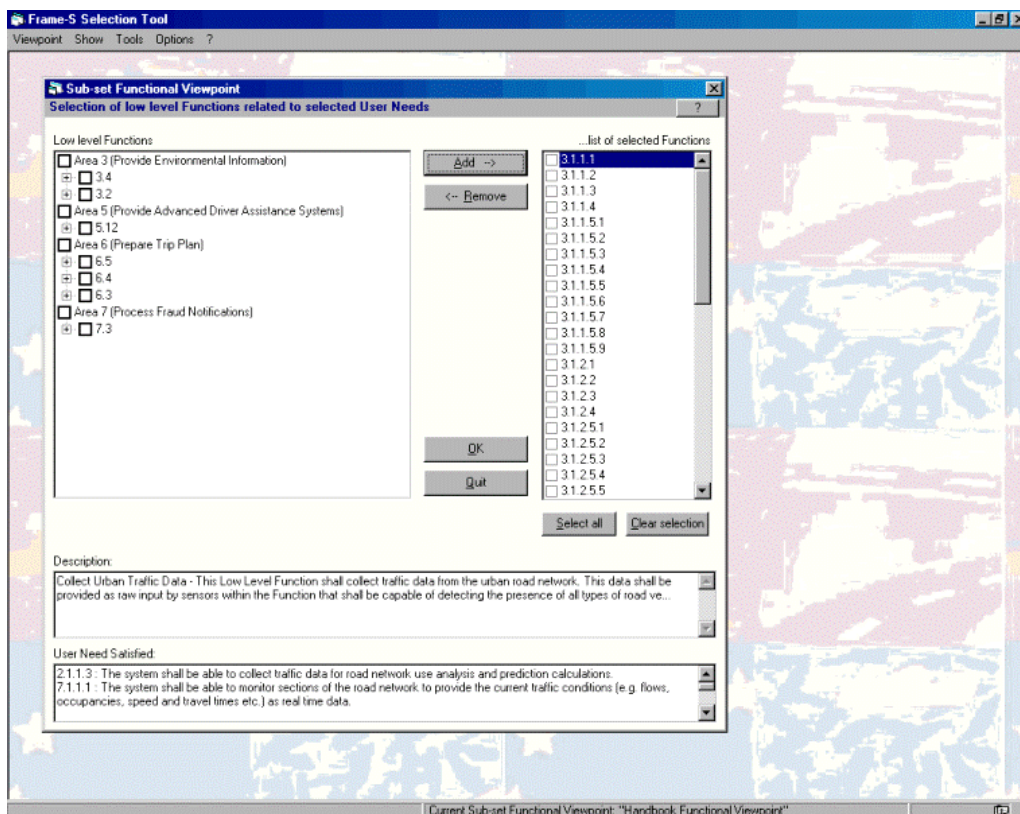 Frame-S Selection Tool
Viewpoint Show Tools Options ?
Sub-set Functional Viewpoint
Selection of low level Functions related to selected User Needs
?
Low level Functions
Area 3 (Provide Environmental Information)
3.4
3.2
Area 5 (Provide Advanced Driver Assistance Systems)
5.12
Area 6 (Prepare Trip Plan)
6.5
6.4
6.3
Area 7 (Process Fraud Notifications)
7.3
Add -->
<-- Remove
OK
Quit
...list of selected Functions
3.1.1.1
3.1.1.2
3.1.1.3
3.1.1.4
3.1.1.5.1
3.1.1.5.2
3.1.1.5.3
3.1.1.5.4
3.1.1.5.5
3.1.1.5.6
3.1.1.5.7
3.1.1.5.8
3.1.1.5.9
3.1.2.1
3.1.2.2
3.1.2.3
3.1.2.4
3.1.2.5.1
3.1.2.5.2
3.1.2.5.3
3.1.2.5.4
3.1.2.5.5
Select all
Clear selection
Description:
Collect Urban Traffic Data - This Low Level Function shall collect traffic data from the urban road network. This data shall be
provided as raw input by sensors within the Function that shall be capable of detecting the presence of all types of road ve...
User Need Satisfied:
2.1.1.3 : The system shall be able to collect traffic data for road network use analysis and prediction calculations.
7.1.1.1 : The system shall be able to monitor sections of the road network to provide the current traffic conditions (e.g. flows,
occupancies, speed and travel times etc.) as real time data.
Current Sub-set Functional Viewpoint: "Handbook Functional Viewpoint"